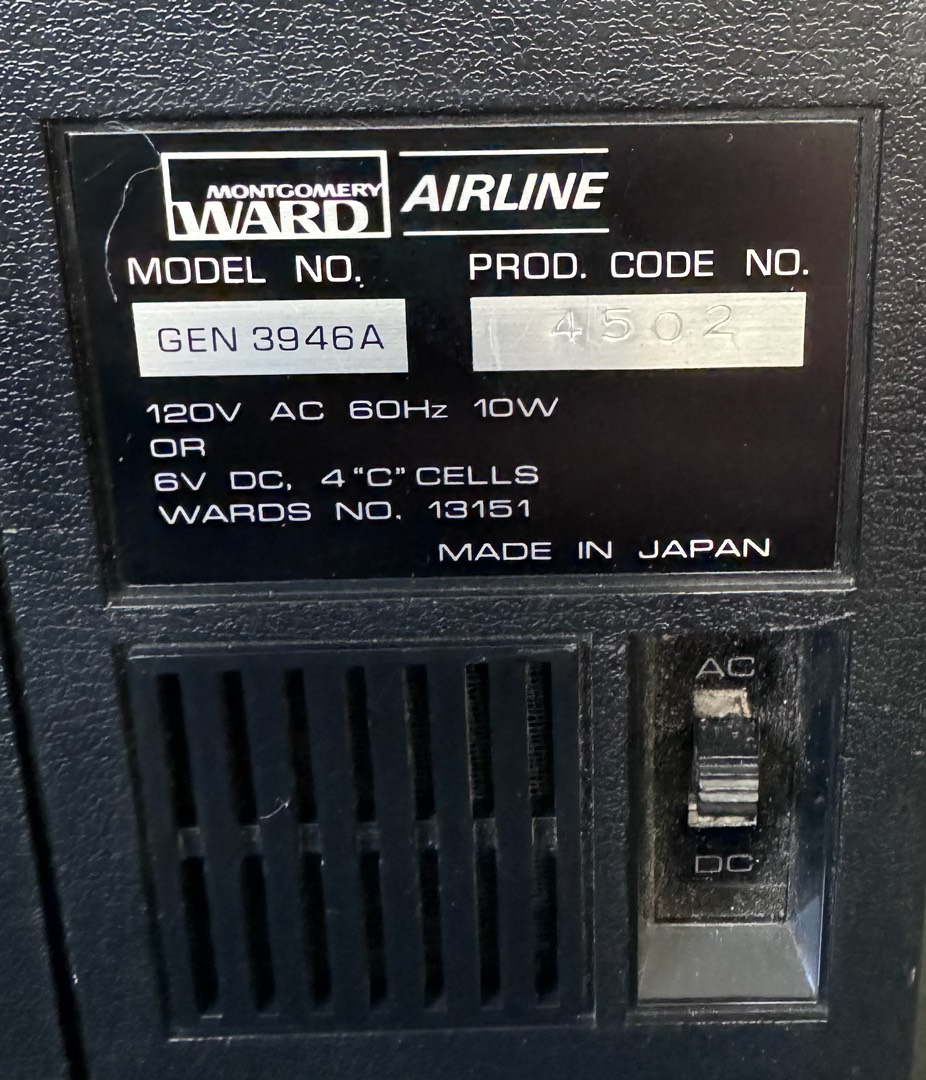 MONTGOMERY
WARD
AIRLINE
MODEL NO.
PROD. CODE NO.
GEN 3946A
4502
120V AC 60Hz 10W
OR
6V DC, 4 "C" CELLS
WARDS NO. 13151
MADE IN JAPAN
AC
DC